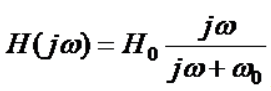 H(jω) = H₀ jω / (jω + ω₀)